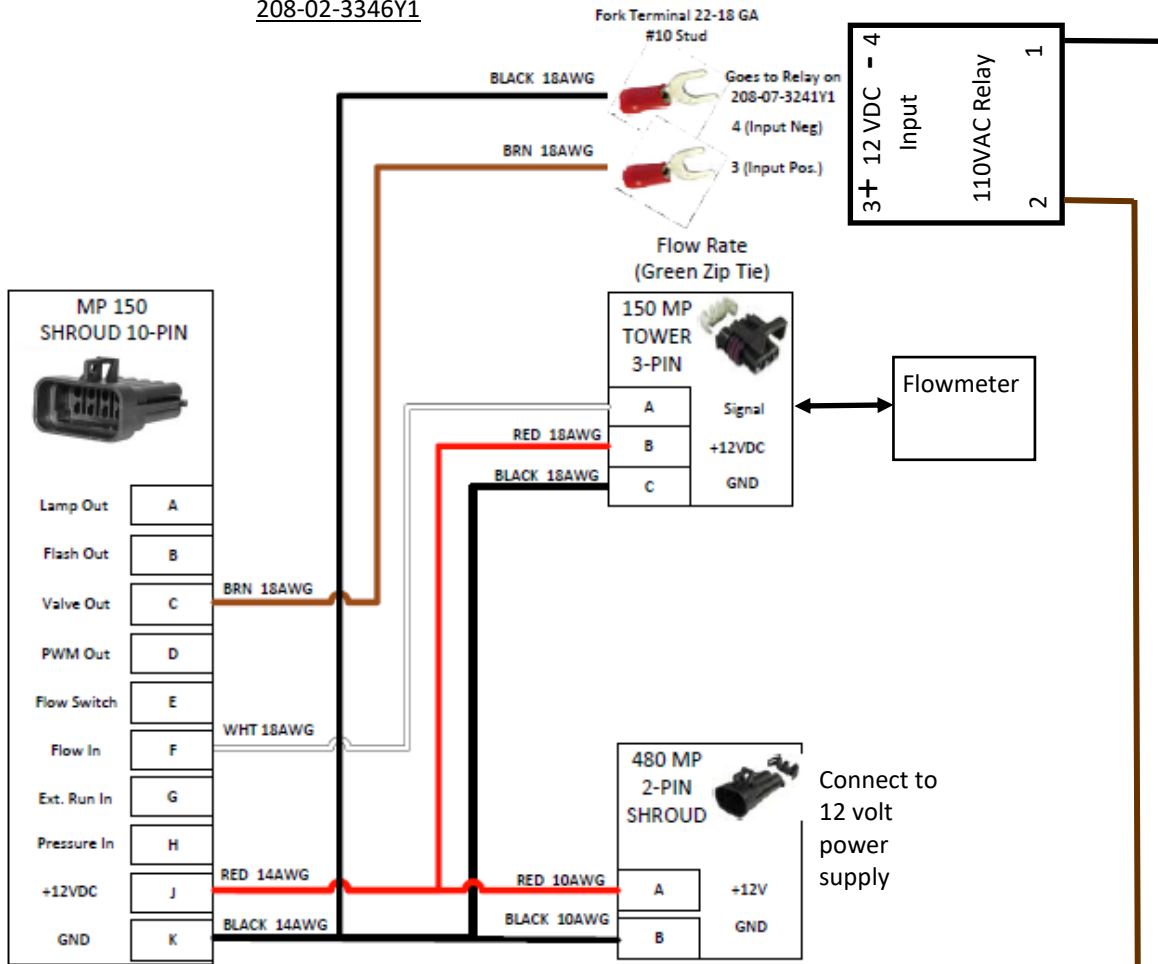 208-02-3346Y1
Fork Terminal 22-18 GA
#10 Stud
BLACK 18AWG
Goes to Relay on
208-07-3241Y1
4 (Input Neg)
BRN 18AWG
3 (Input Pos.)
3+ 12 VDC - 4
Input
110VAC Relay
1
2
Flow Rate
(Green Zip Tie)
MP 150
SHROUD 10-PIN
150 MP
TOWER
3-PIN
A Signal
RED 18AWG
B +12VDC
BLACK 18AWG
C GND
Flowmeter
Lamp Out A
Flash Out B
Valve Out C
BRN 18AWG
PWM Out D
Flow Switch E
Flow In F
WHT 18AWG
Ext. Run In G
Pressure In H
+12VDC J
RED 14AWG
GND K
BLACK 14AWG
480 MP
2-PIN
SHROUD
RED 10AWG
A +12V
BLACK 10AWG
B GND
Connect to
12 volt
power
supply